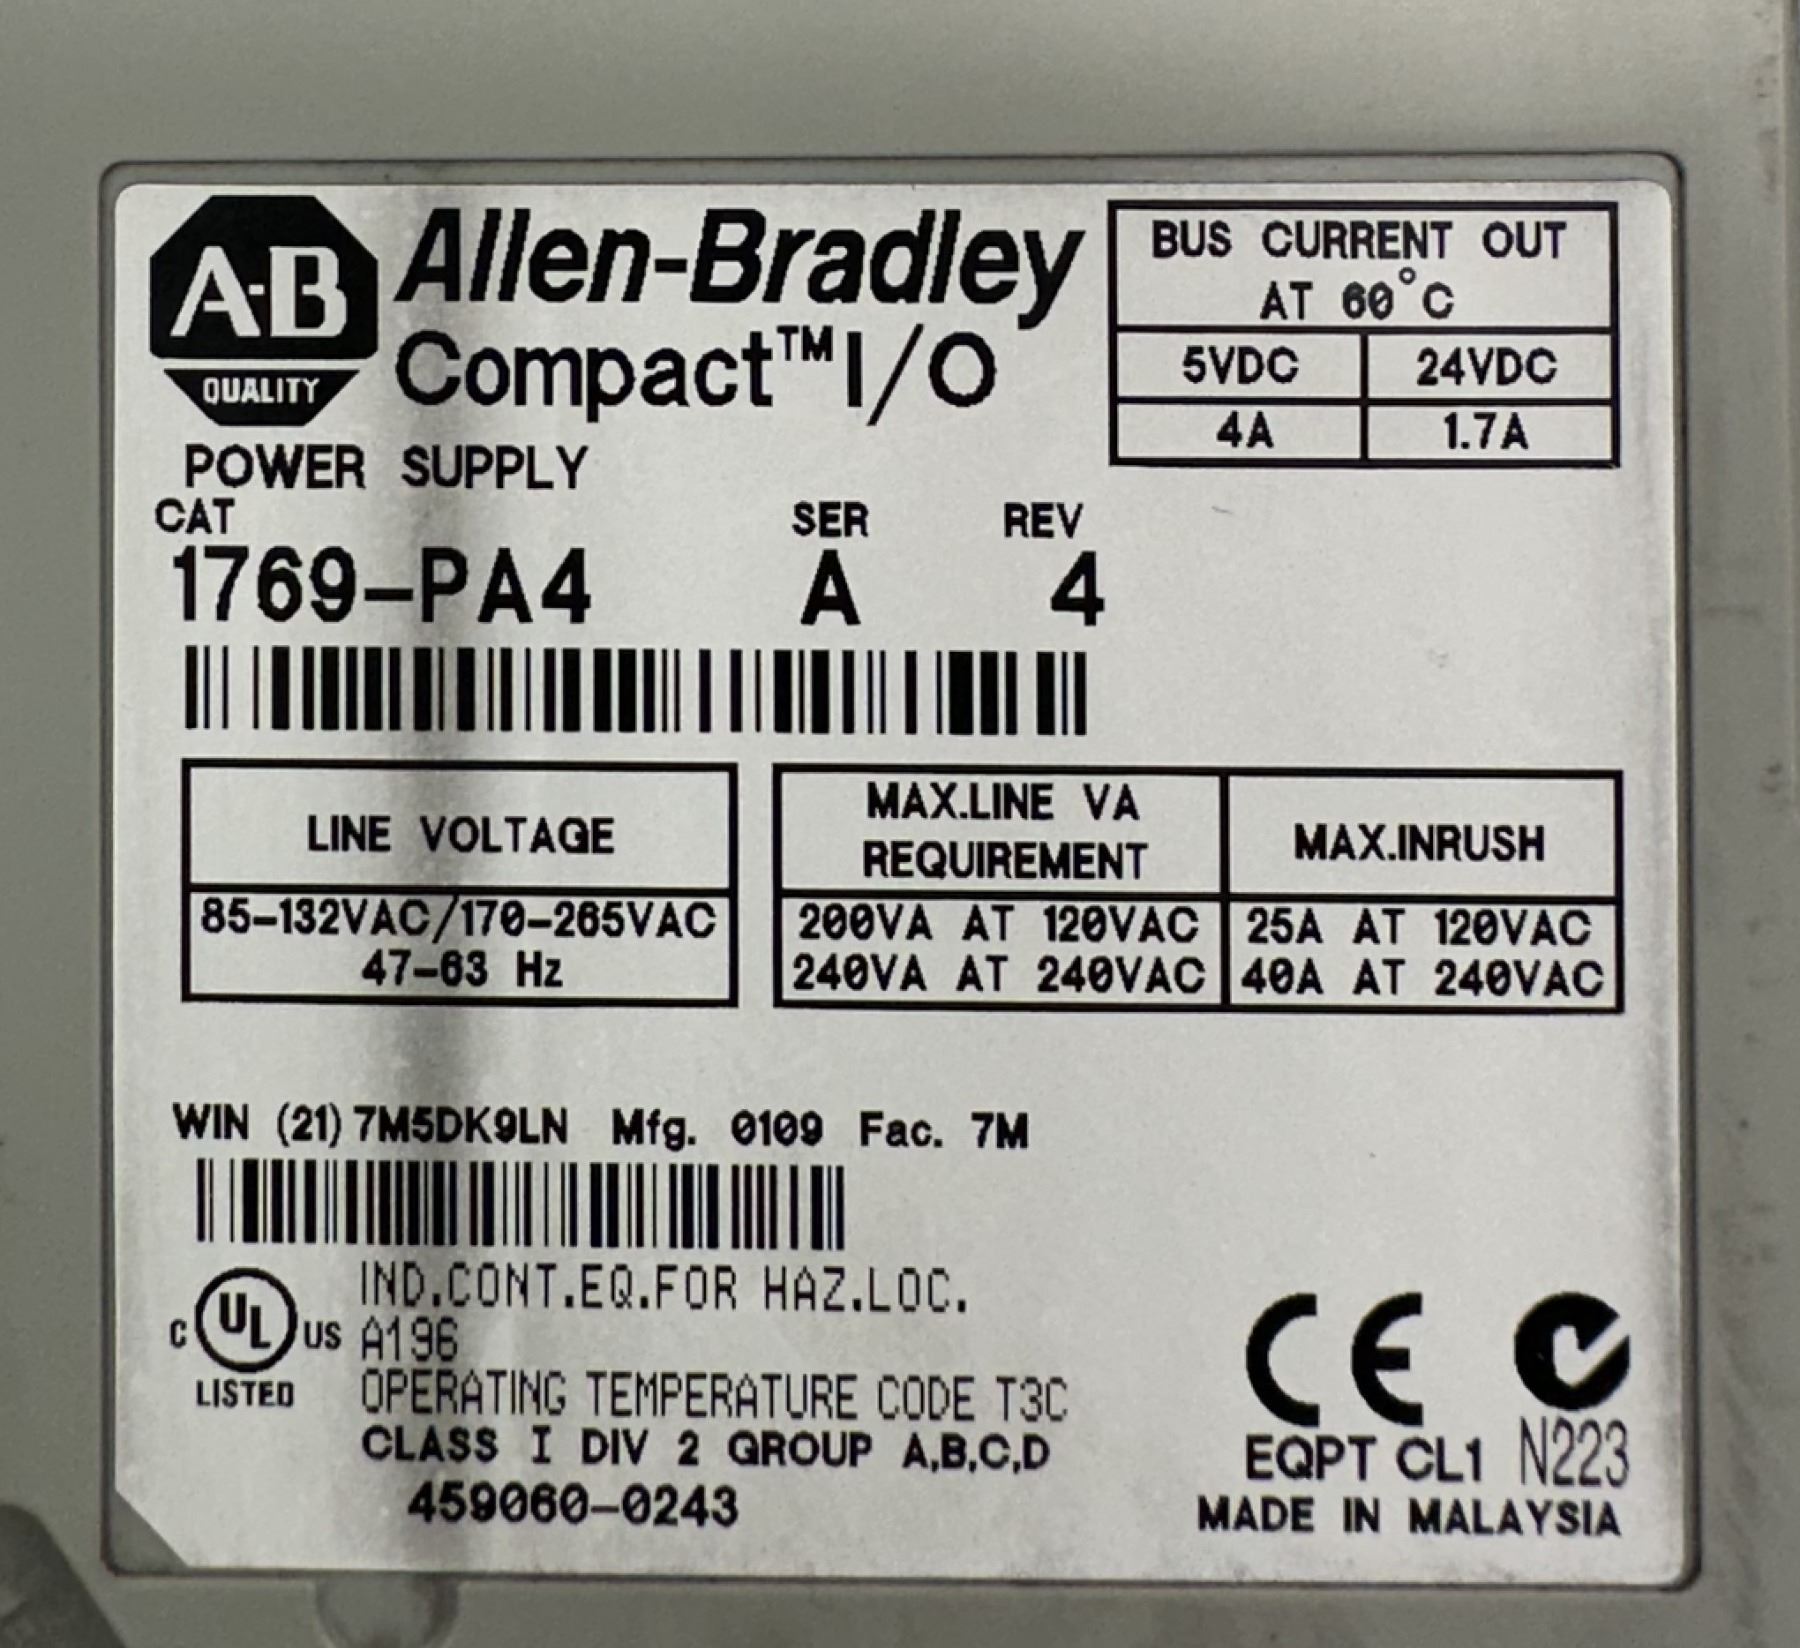 A-B
QUALITY
Allen-Bradley
Compact™ I/O
POWER SUPPLY
BUS CURRENT OUT
AT 60°C
5VDC 24VDC
4A 1.7A
CAT SER REV
1769-PA4 A 4
LINE VOLTAGE
85-132VAC/170-265VAC
47-63 Hz
MAX.LINE VA
REQUIREMENT
200VA AT 120VAC
240VA AT 240VAC
MAX.INRUSH
25A AT 120VAC
40A AT 240VAC
WIN (21) 7M5DK9LN Mfg. 0109 Fac. 7M
C UL US
LISTED
IND.CONT.EQ.FOR HAZ.LOC.
A196
OPERATING TEMPERATURE CODE T3C
CLASS I DIV 2 GROUP A,B,C,D
459060-0243
CE
EQPT CL1 N223
MADE IN MALAYSIA